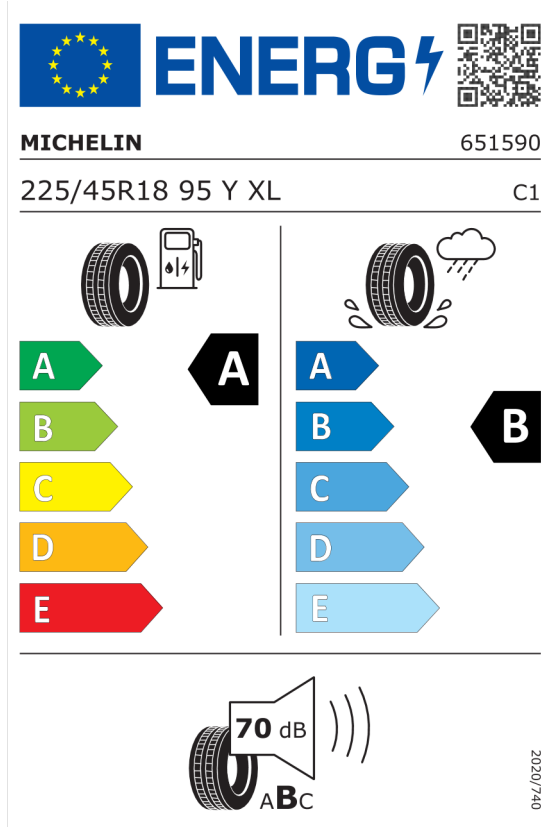 ENERG
MICHELIN 651590
225/45R18 95 Y XL C1
A A
B
C
D
E
A
B B
C
D
E
70 dB
ABC
2020/740